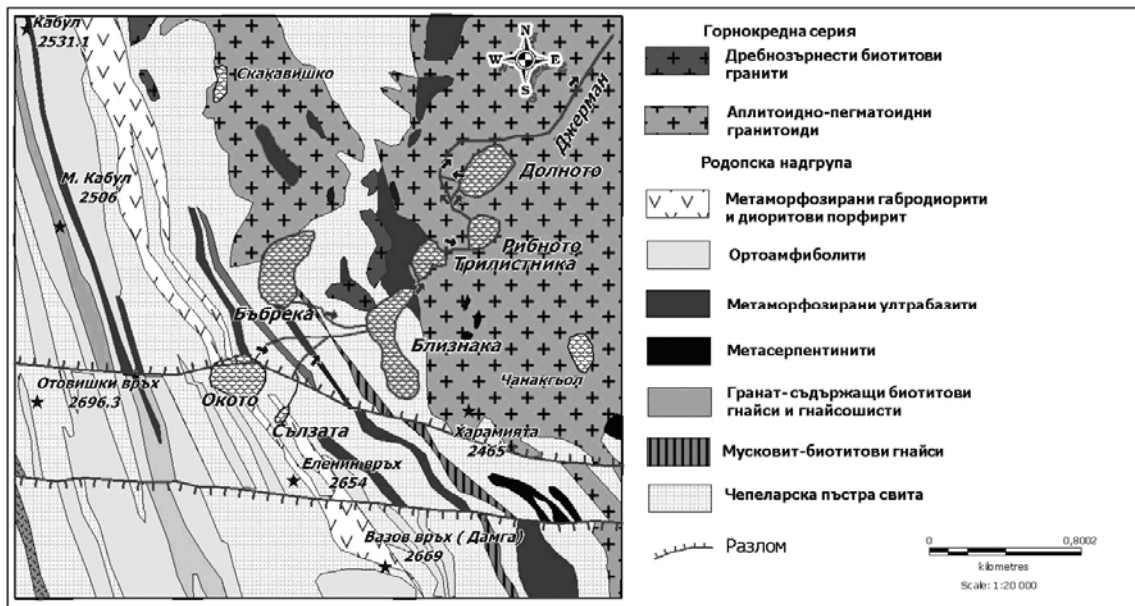 Кабул
2531.1
N
W E
S
Скакавишко
Джерман
Долното
М. Кабул
2506
Рибното
Трилистника
Бъбрека
Близнака
Чанакгьол
Отовишки връх
2696.3
Окото
Сълзата
Харамията
2465
Еленин връх
2654
Вазов връх ( Дамга)
2669
Горнокредна серия
Дребнозърнести биотитови
гранити
Аплитоидно-пегматоидни
гранитоиди
Родопска надгрупа
Метаморфозирани габродиорити
и диоритови порфирит
Ортоамфиболити
Метаморфозирани ултрабазити
Метасерпентинити
Гранат-съдържащи биотитови
гнайси и гнайсошисти
Мусковит-биотитови гнайси
Чепеларска пъстра свита
Разлом
0 0,8002
kilometres
Scale: 1:20 000